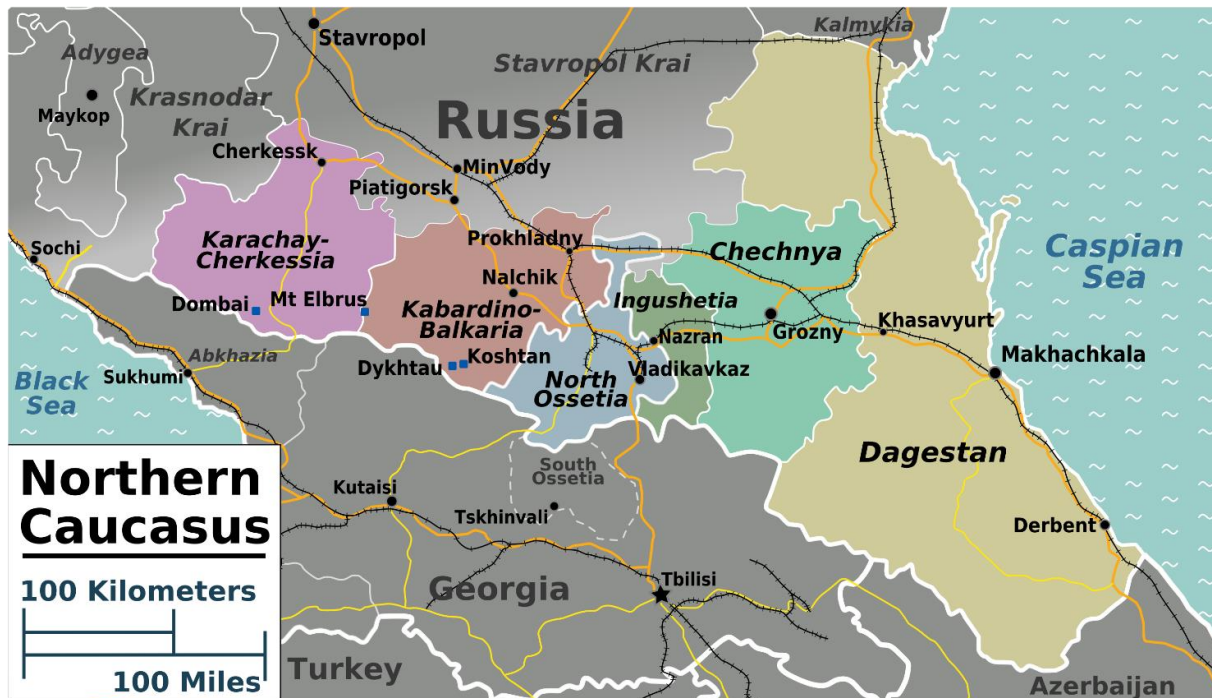 Kalmykia
Stavropol
Adygea
Stavropol Krai
Maykop
Krasnodar
Krai
Russia
Cherkessk
MinVody
Piatigorsk
Karachay-
Cherkessia
Prokhladny
Chechnya
Caspian
Sea
Sochi
Nalchik
Dombai
Mt Elbrus
Kabardino-
Balkaria
Ingushetia
Grozny
Khasavyurt
Nazran
Makhachkala
Abkhazia
Sukhumi
Black
Sea
Dykhtau
Koshtan
North
Ossetia
Vladikavkaz
Dagestan
Northern
Caucasus
South
Ossetia
Kutaisi
Tskhinvali
Derbent
100 Kilometers
Georgia
Tbilisi
100 Miles
Turkey
Azerbaijan